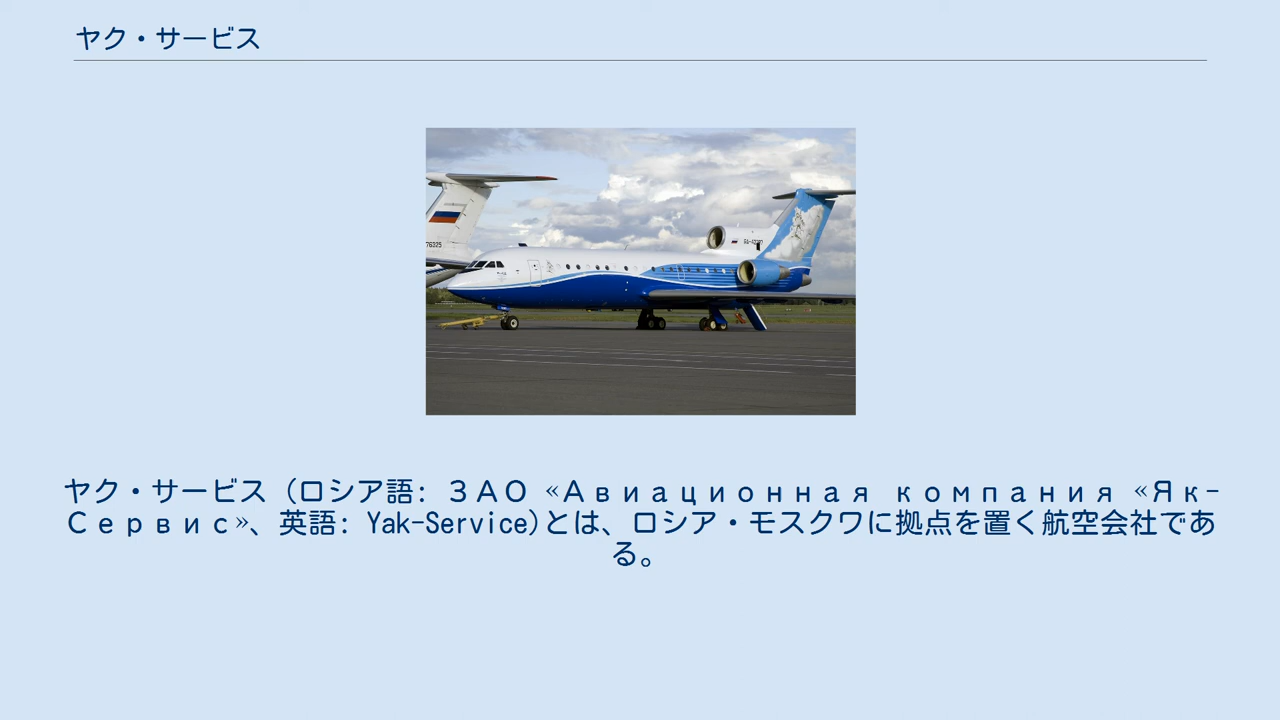 ヤク・サービス
76325
ヤク・サービス（ロシア語: ЗАО «Авиационная компания «Як-
Сервис»、英語: Yak-Service)とは、ロシア・モスクワに拠点を置く航空会社であ
る。